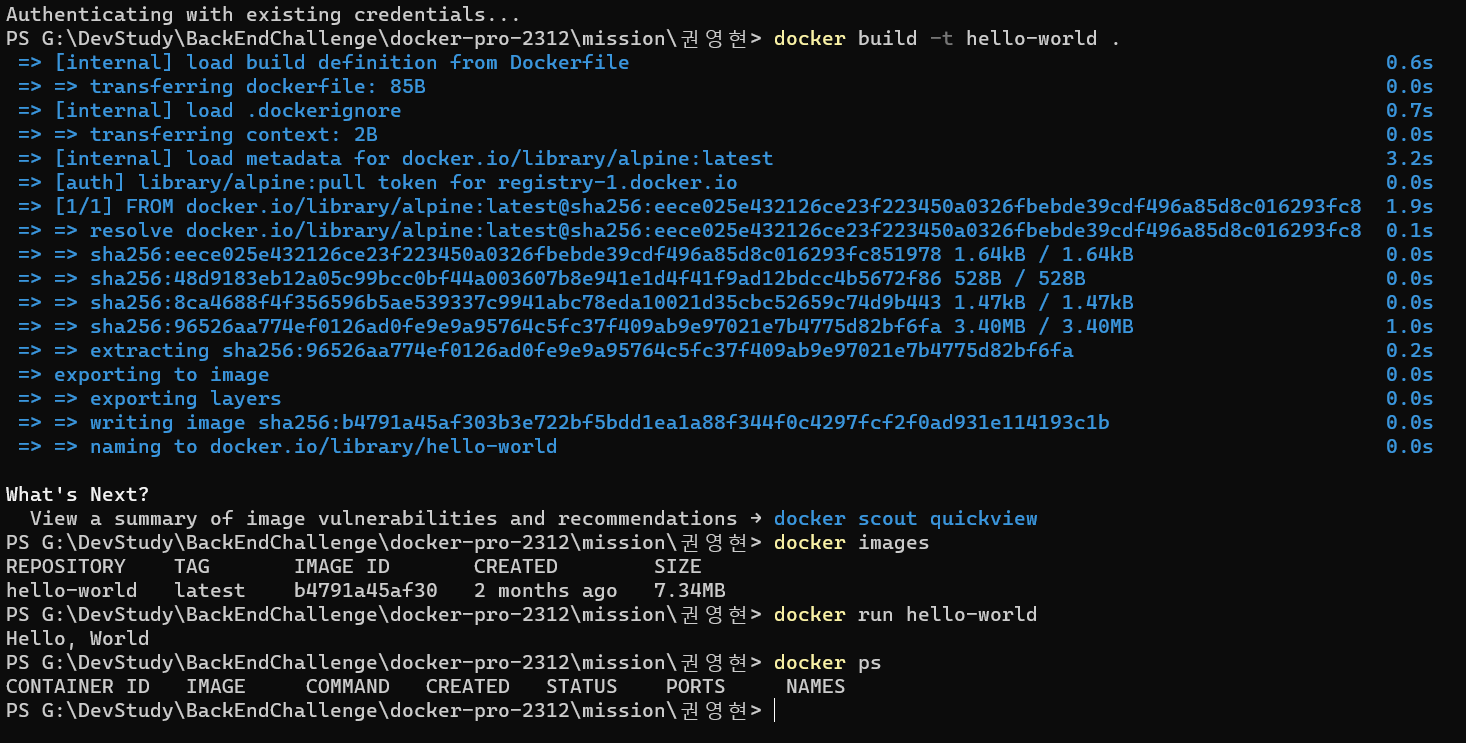 Authenticating with existing credentials...
PS G:\DevStudy\BackEndChallenge\docker-pro-2312\mission\권영현> docker build -t hello-world .
=> [internal] load build definition from Dockerfile 0.6s
=> => transferring dockerfile: 85B 0.0s
=> [internal] load .dockerignore 0.7s
=> => transferring context: 2B 0.0s
=> [internal] load metadata for docker.io/library/alpine:latest 3.2s
=> [auth] library/alpine:pull token for registry-1.docker.io 0.0s
=> [1/1] FROM docker.io/library/alpine:latest@sha256:eece025e432126ce23f223450a0326fbebde39cdf496a85d8c016293fc8 1.9s
=> => resolve docker.io/library/alpine:latest@sha256:eece025e432126ce23f223450a0326fbebde39cdf496a85d8c016293fc8 0.1s
=> => sha256:eece025e432126ce23f223450a0326fbebde39cdf496a85d8c016293fc851978 1.64kB / 1.64kB 0.0s
=> => sha256:48d9183eb12a05c99bcc0bf44a003607b8e941e1d4f41f9ad12bdcc4b5672f86 528B / 528B 0.0s
=> => sha256:8ca4688f4f356596b5ae539337c9941abc78eda10021d35cbc52659c74d9b443 1.47kB / 1.47kB 0.0s
=> => sha256:96526aa774ef0126ad0fe9e9a95764c5fc37f409ab9e97021e7b4775d82bf6fa 3.40MB / 3.40MB 1.0s
=> => extracting sha256:96526aa774ef0126ad0fe9e9a95764c5fc37f409ab9e97021e7b4775d82bf6fa 0.2s
=> exporting to image 0.0s
=> => exporting layers 0.0s
=> => writing image sha256:b4791a45af303b3e722bf5bdd1ea1a88f344f0c4297fcf2f0ad931e114193c1b 0.0s
=> => naming to docker.io/library/hello-world 0.0s
What's Next?
View a summary of image vulnerabilities and recommendations → docker scout quickview
PS G:\DevStudy\BackEndChallenge\docker-pro-2312\mission\권영현> docker images
REPOSITORY TAG IMAGE ID CREATED SIZE
hello-world latest b4791a45af30 2 months ago 7.34MB
PS G:\DevStudy\BackEndChallenge\docker-pro-2312\mission\권영현> docker run hello-world
Hello, World
PS G:\DevStudy\BackEndChallenge\docker-pro-2312\mission\권영현> docker ps
CONTAINER ID IMAGE COMMAND CREATED STATUS PORTS NAMES
PS G:\DevStudy\BackEndChallenge\docker-pro-2312\mission\권영현>